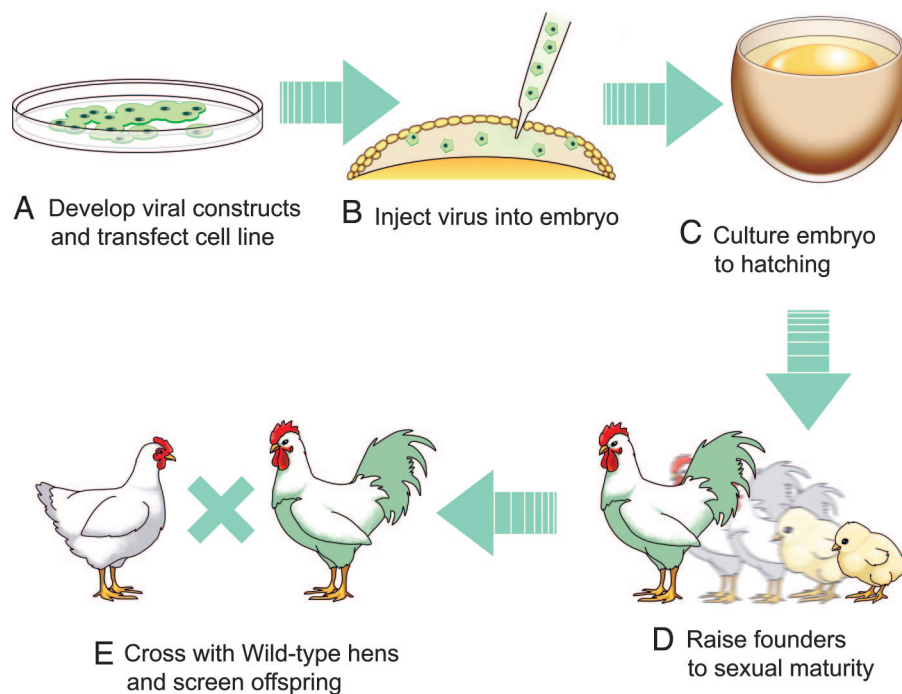 A Develop viral constructs
and transfect cell line
B Inject virus into embryo
C Culture embryo
to hatching
D Raise founders
to sexual maturity
E Cross with Wild-type hens
and screen offspring